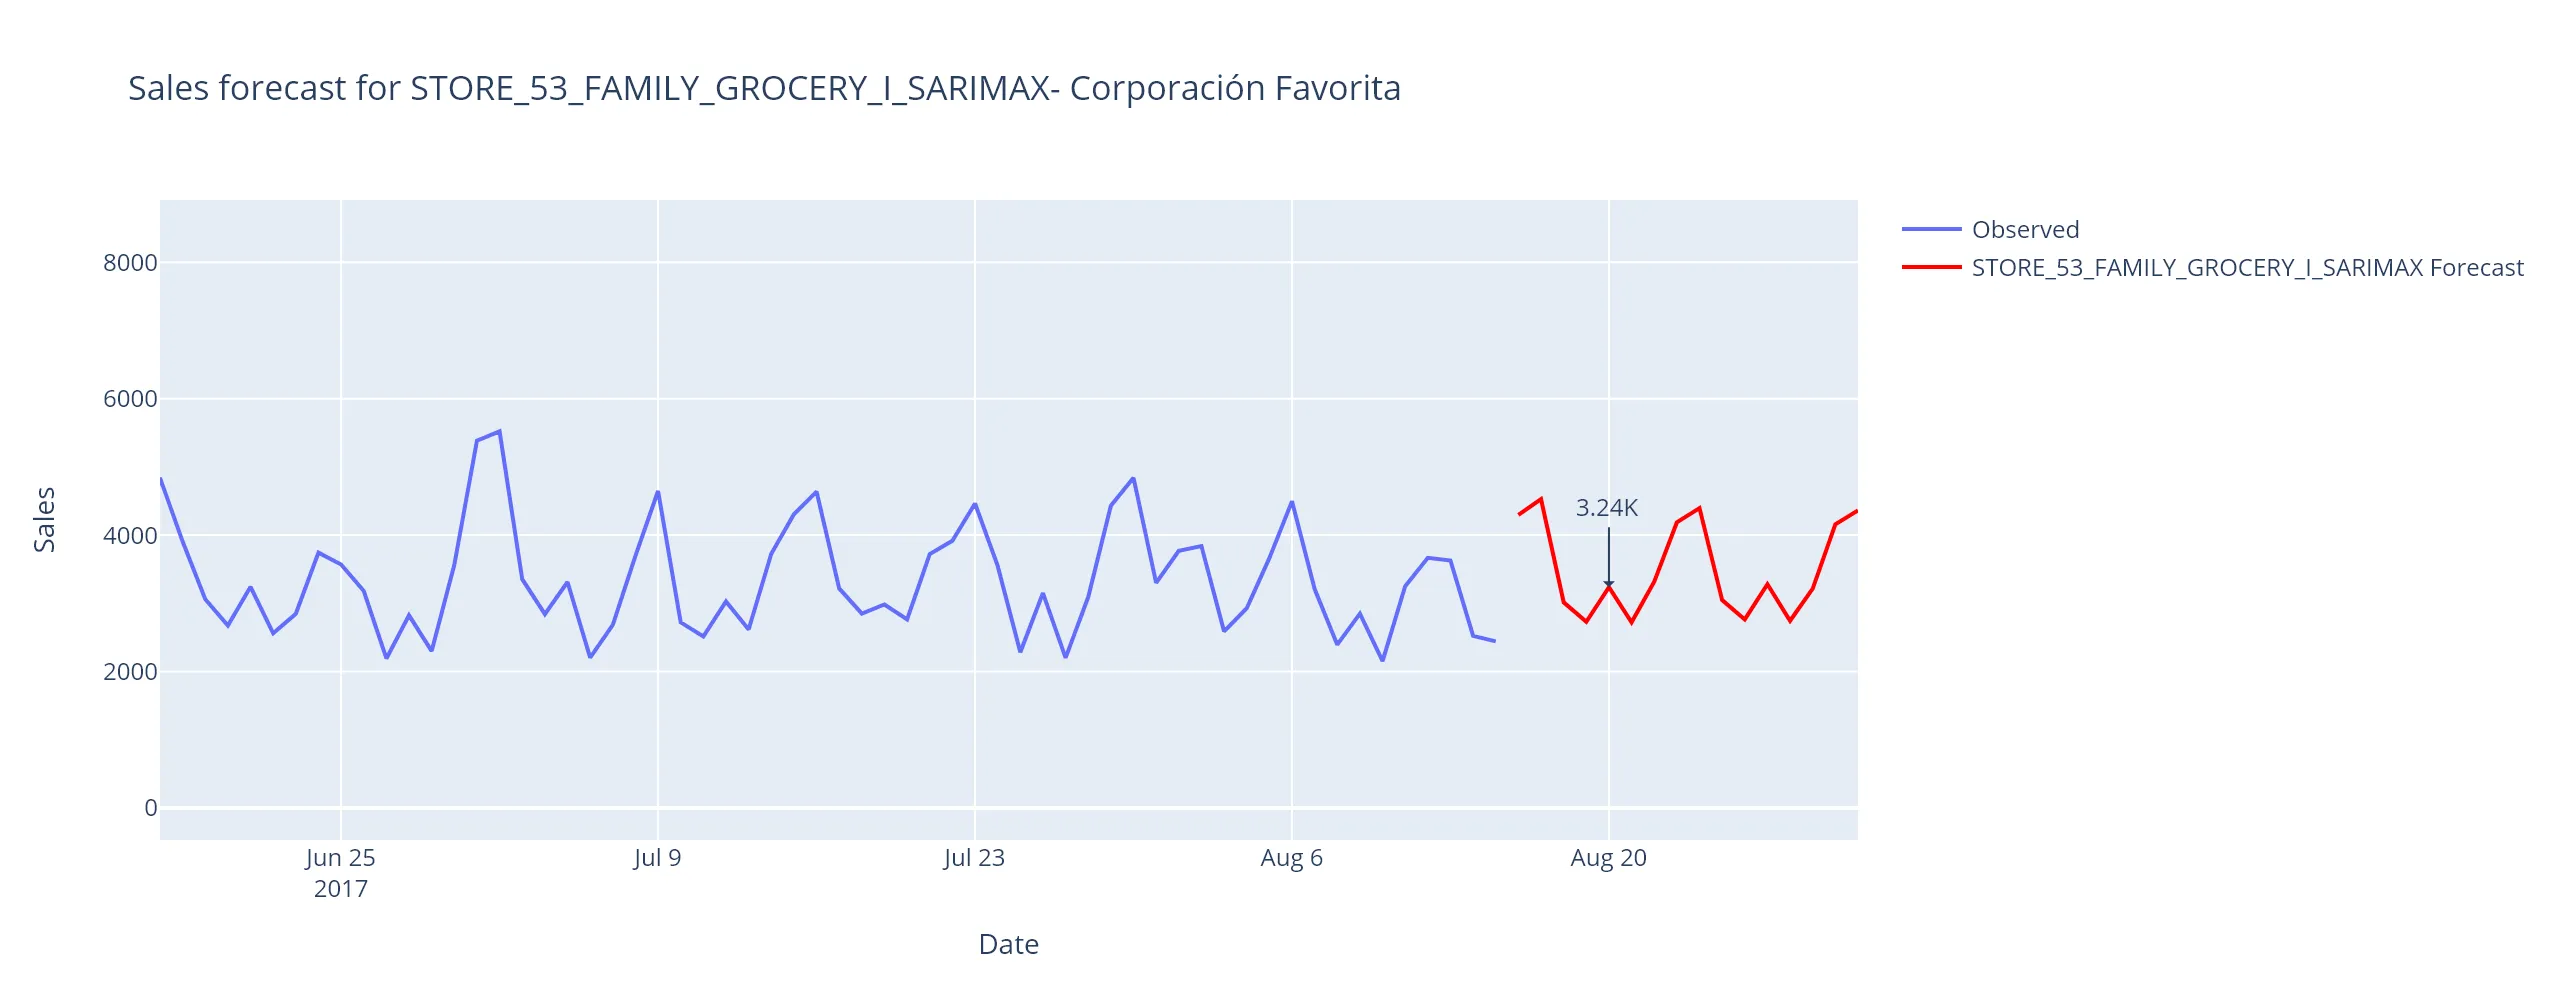 Sales forecast for STORE_53_FAMILY_GROCERY_I_SARIMAX- Corporación Favorita
Observed
STORE_53_FAMILY_GROCERY_I_SARIMAX Forecast
8000
6000
4000
2000
0
Sales
3.24K
Jun 25
2017
Jul 9
Jul 23
Aug 6
Aug 20
Date